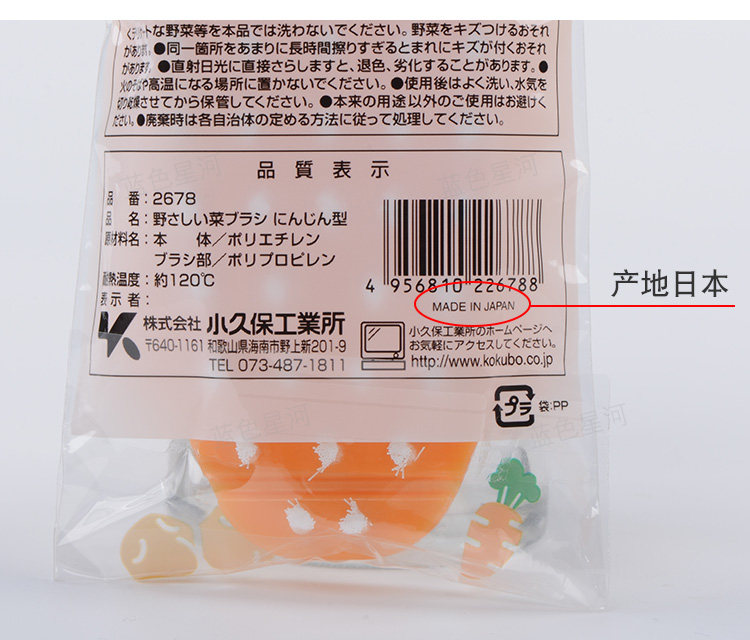 くデリケートな野菜等を本品では洗わないでください。野菜をキズつけるおそれ
があります。●同一箇所をあまりに長時間擦りすぎるとまれにキズが付くおそれ
があります。●直射日光に直接さらしますと、退色、劣化することがあります。●
火のそばや高温になる場所に置かないでください。●使用後はよく洗い、水気を
切り乾燥させてから保管してください。●本来の用途以外のご使用はお避けく
ださい。●廃棄時は各自治体の定める方法に従って処理してください。
品質表示
品 番：2678
品 名：野さしい菜ブラシ にんじん型
原材料名：本 体／ポリエチレン
ブラシ部／ポリプロピレン
耐熱温度：約120℃
表示者：
株式会社 小久保工業所
〒640-1161 和歌山県海南市野上新201-9
TEL 073-487-1811
4 956810 226788
MADE IN JAPAN
产地日本
小久保工業所のホームページへ
お気軽にアクセスしてください。
http://www.kokubo.co.jp
プラ 袋:PP
蓝色星河
蓝色星河
蓝色星河
蓝色星河